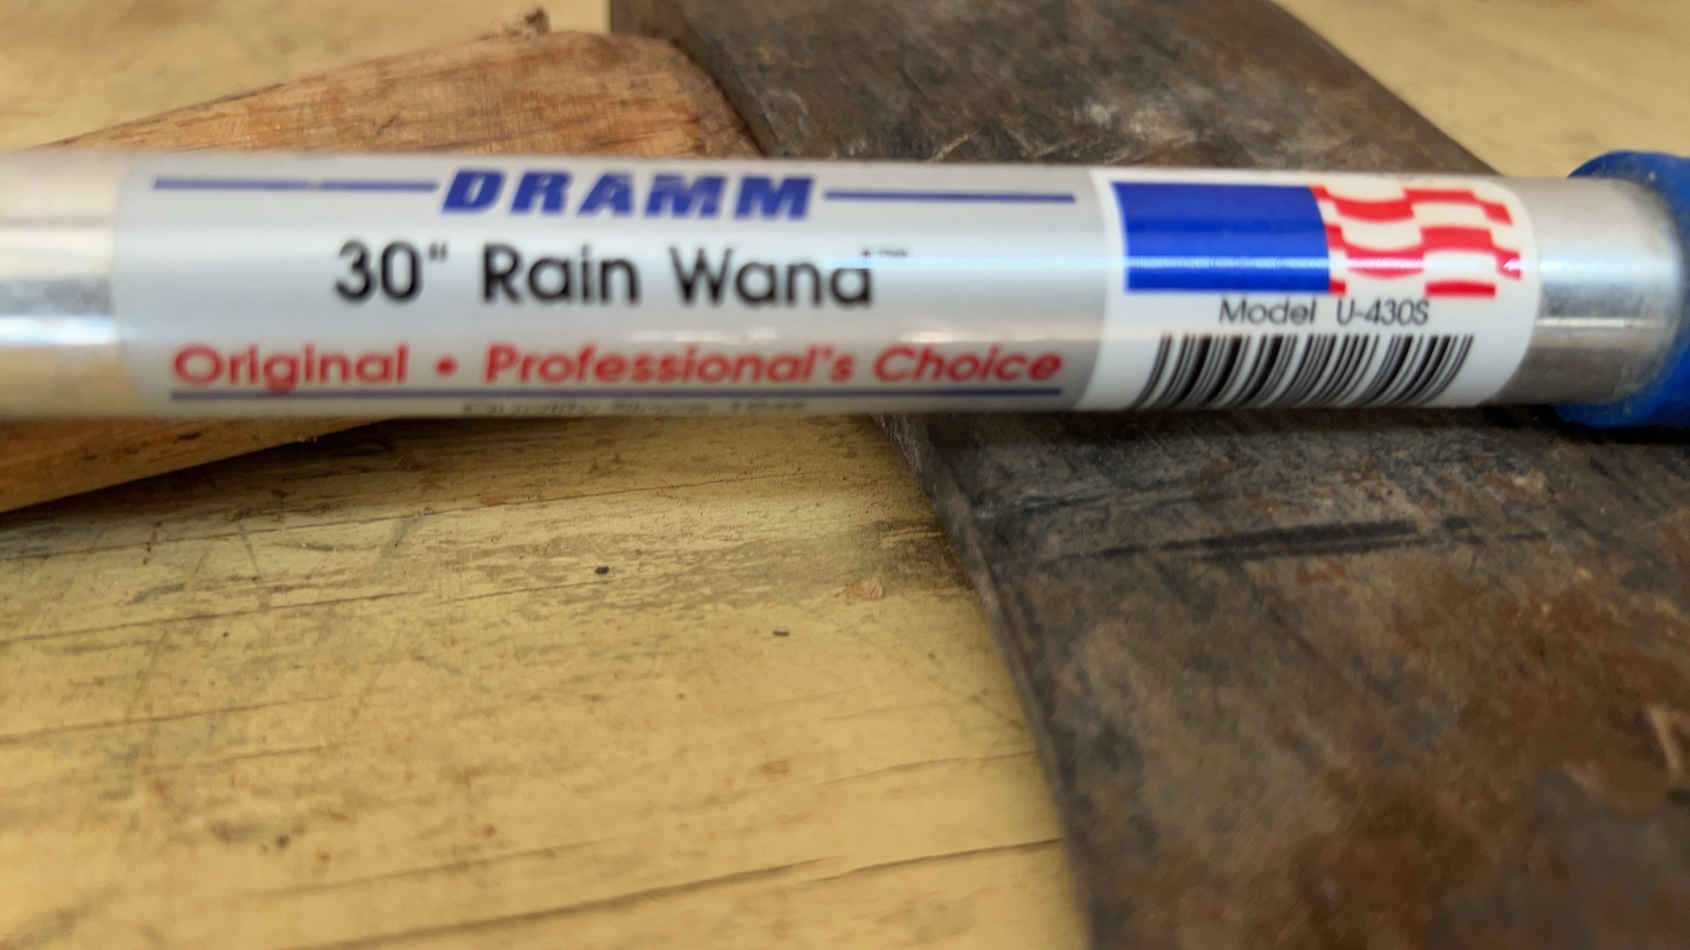 DRAMM
30" Rain Wand™
Original • Professional's Choice
Model U-430S